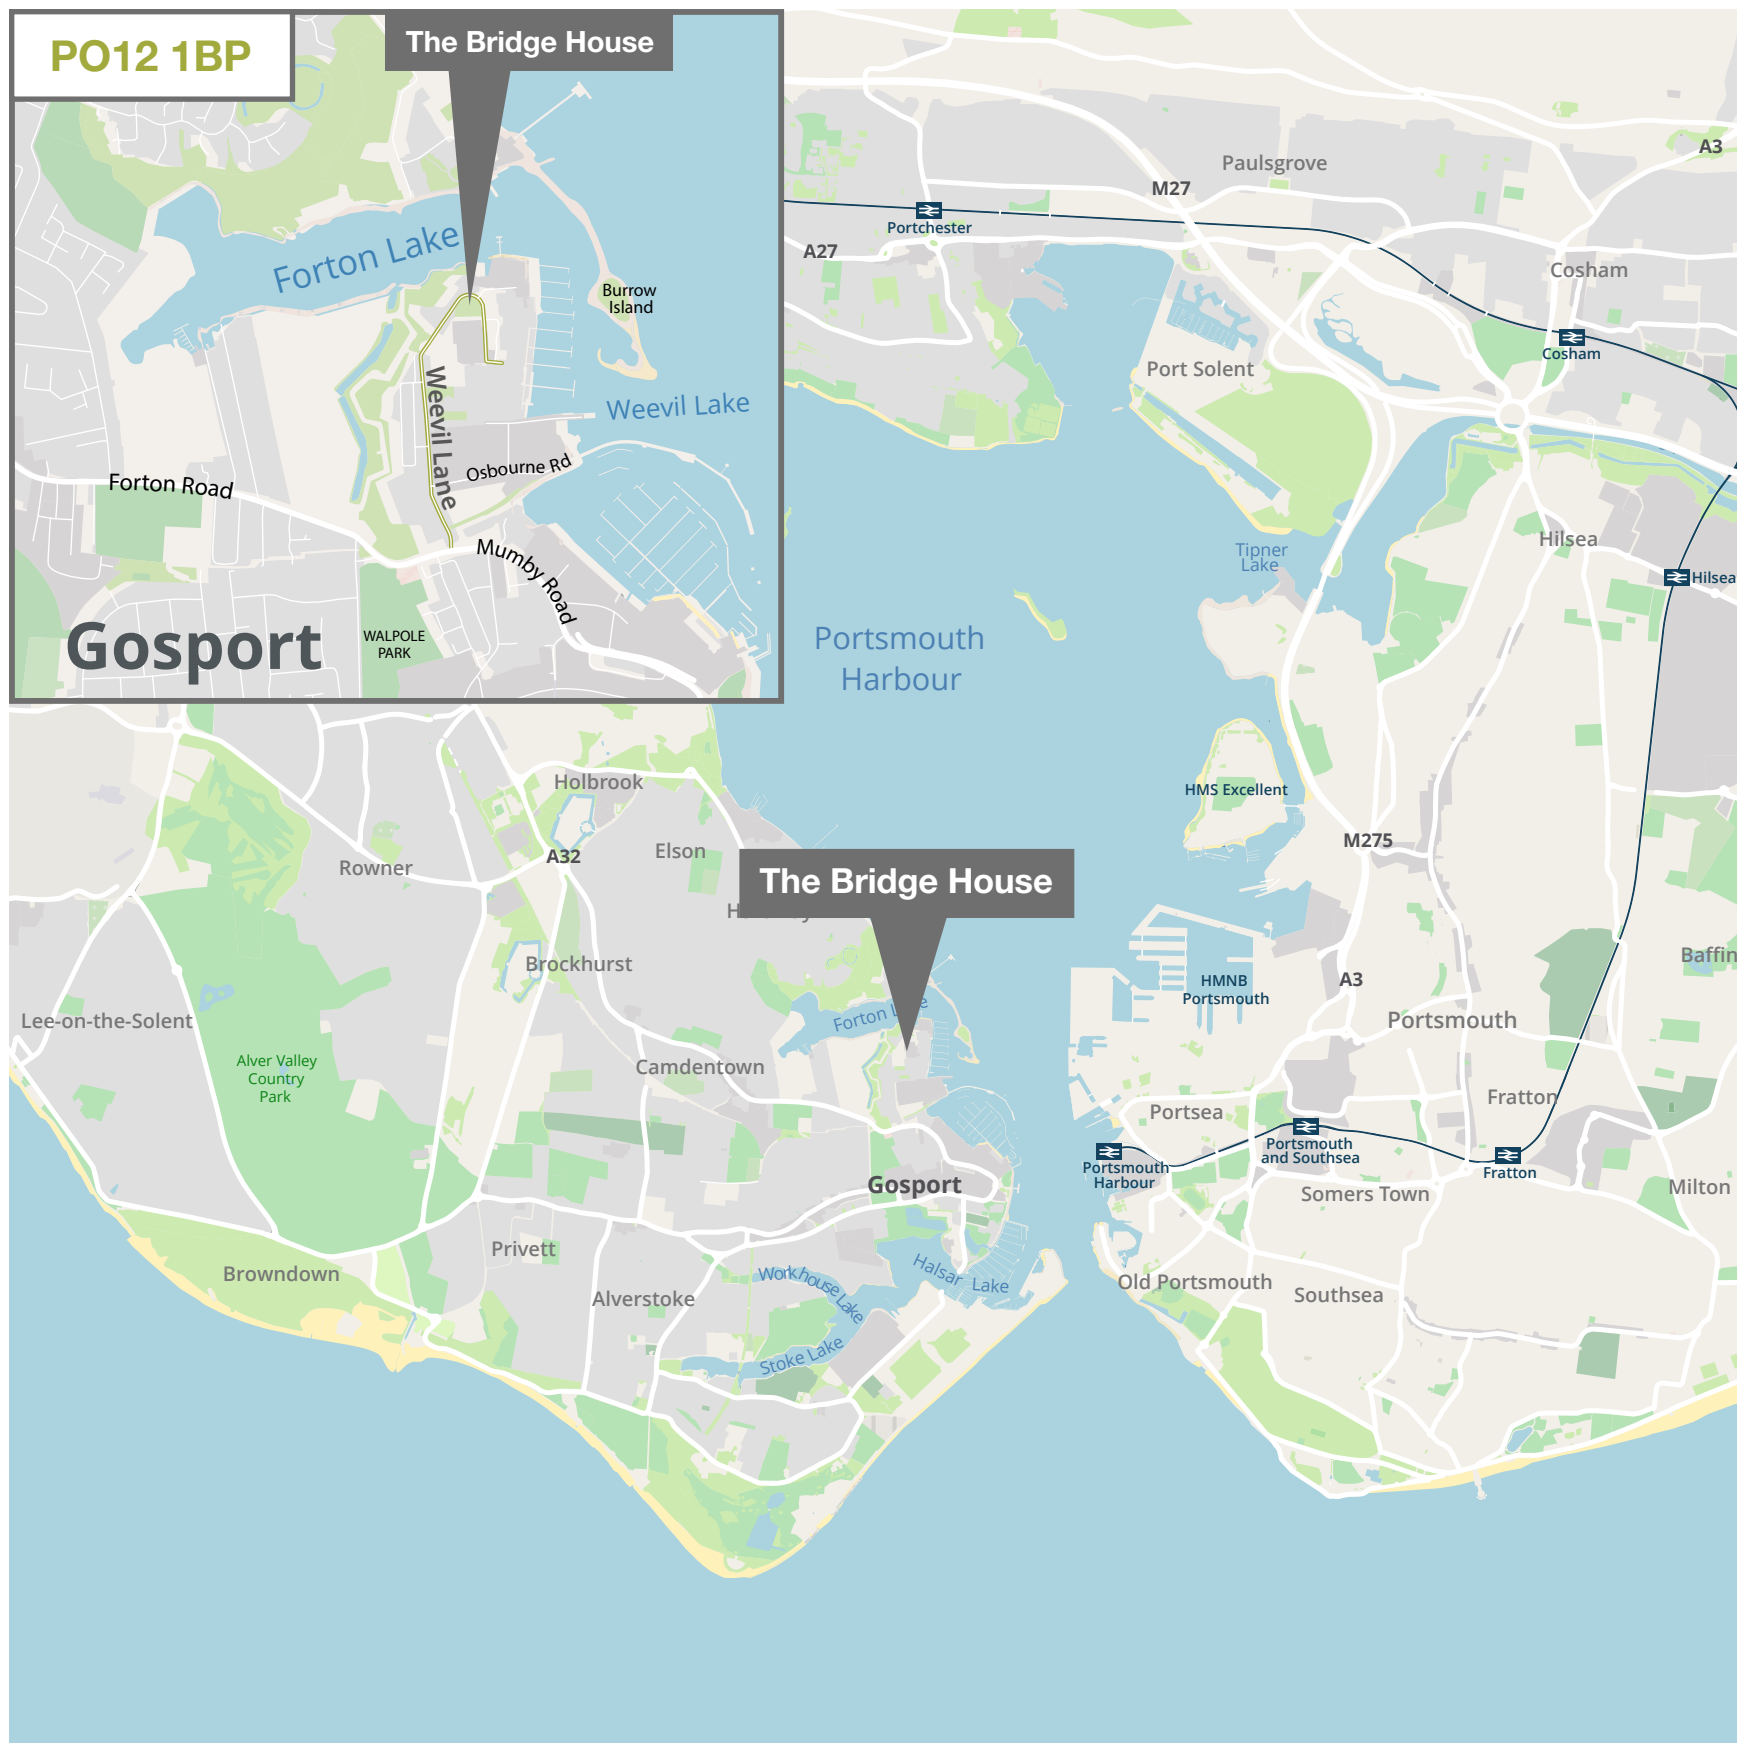 PO12 1BP
The Bridge House
Forton Lake
Burrow
Island
Weevil Lake
Weevil Lane
Osbourne Rd
Forton Road
Mumby Road
WALPOLE
PARK
Gosport
A3
Paulsgrove
M27
Portchester
A27
Cosham
Cosham
Port Solent
Hilsea
Tipner
Lake
Hilsea
Portsmouth
Harbour
Holbrook
HMS Excellent
M275
Elson
A32
Rowner
The Bridge House
Brockhurst
Baffin
HMNB
Portsmouth
A3
Forton Lake
Lee-on-the-Solent
Portsmouth
Alver Valley
Country
Park
Camdentown
Fratton
Portsea
Portsmouth
and Southsea
Portsmouth
Harbour
Fratton
Gosport
Somers Town
Milton
Privett
Browndown
Workhouse Lake
Halsar Lake
Old Portsmouth
Southsea
Alverstoke
Stoke Lake